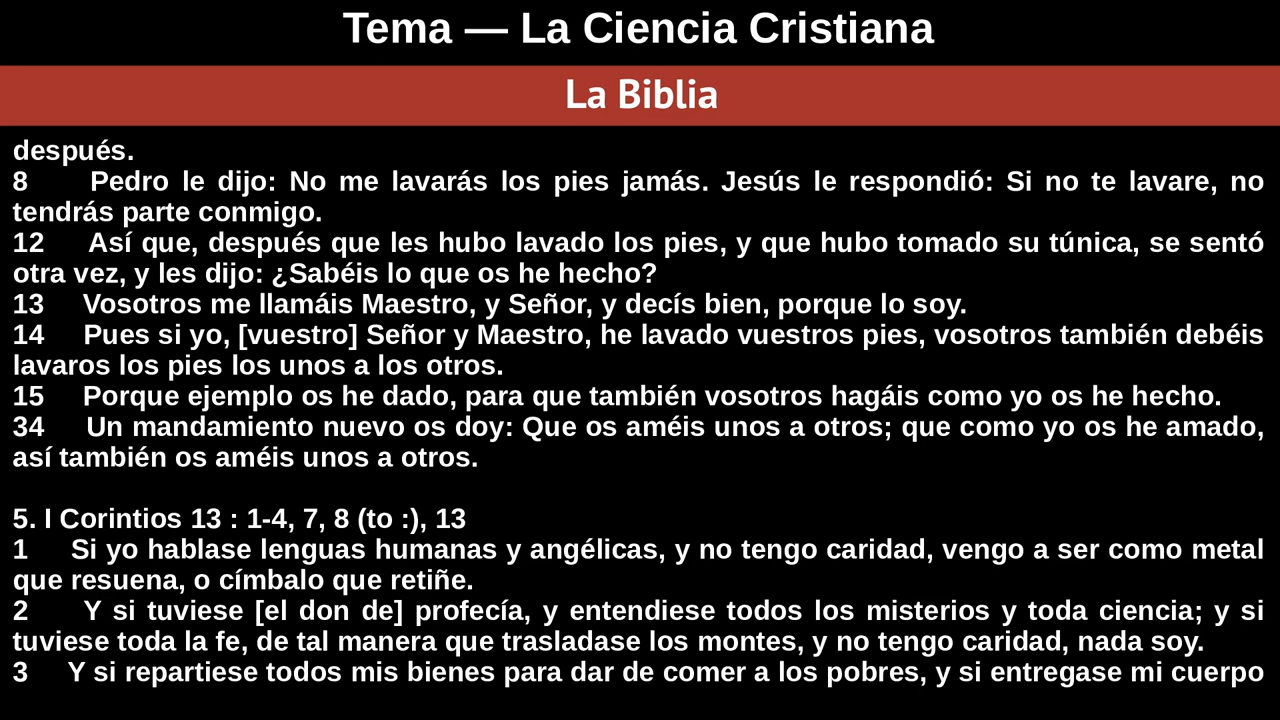 Tema — La Ciencia Cristiana
La Biblia
después.
8 Pedro le dijo: No me lavarás los pies jamás. Jesús le respondió: Si no te lavare, no
tendrás parte conmigo.
12 Así que, después que les hubo lavado los pies, y que hubo tomado su túnica, se sentó
otra vez, y les dijo: ¿Sabéis lo que os he hecho?
13 Vosotros me llamáis Maestro, y Señor, y decís bien, porque lo soy.
14 Pues si yo, [vuestro] Señor y Maestro, he lavado vuestros pies, vosotros también debéis
lavaros los pies los unos a los otros.
15 Porque ejemplo os he dado, para que también vosotros hagáis como yo os he hecho.
34 Un mandamiento nuevo os doy: Que os améis unos a otros; que como yo os he amado,
así también os améis unos a otros.
5. I Corintios 13 : 1-4, 7, 8 (to :), 13
1 Si yo hablase lenguas humanas y angélicas, y no tengo caridad, vengo a ser como metal
que resuena, o címbalo que retiñe.
2 Y si tuviese [el don de] profecía, y entendiese todos los misterios y toda ciencia; y si
tuviese toda la fe, de tal manera que trasladase los montes, y no tengo caridad, nada soy.
3 Y si repartiese todos mis bienes para dar de comer a los pobres, y si entregase mi cuerpo